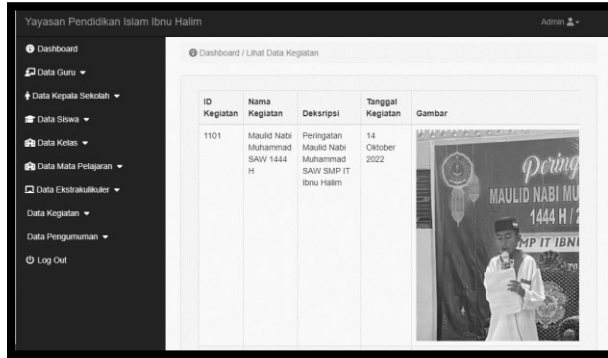 Yayasan Pendidikan Islam Ibnu Halim
Admin
Dashboard
Data Guru
Data Kepala Sekolah
Data Siswa
Data Kelas
Data Mata Pelajaran
Data Ekstrakulikuler
Data Kegiatan
Data Pengumuman
Log Out
Dashboard / Lihat Data Kegiatan
ID Kegiatan
Nama Kegiatan
Deksripsi
Tanggal Kegiatan
Gambar
1101
Maulid Nabi
Muhammad
SAW 1444
H
Peringatan
Maulid Nabi
Muhammad
SAW SMP IT
Ibnu Halim
14
Oktober
2022
Pering
MAULID NABI MU
1444 H / 2
MP IT IBN